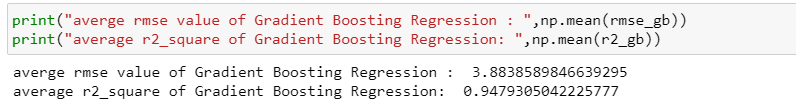 print("averge rmse value of Gradient Boosting Regression : ",np.mean(rmse_gb))
print("average r2_square of Gradient Boosting Regression: ",np.mean(r2_gb))
averge rmse value of Gradient Boosting Regression :  3.8838589846639295
average r2_square of Gradient Boosting Regression:  0.9479305042225777